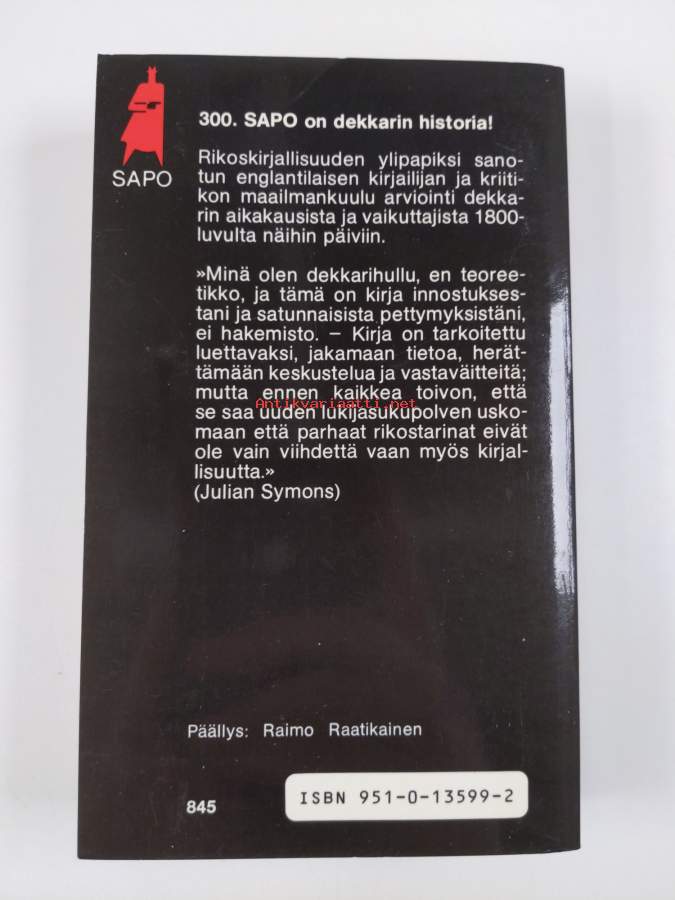 SAPO
300. SAPO on dekkarin historia!
Rikoskirjallisuuden ylipapiksi sano-
tun englantilaisen kirjailijan ja kriiti-
kon maailmankuulu arviointi dekka-
rin aikakausista ja vaikuttajista 1800-
luvulta näihin päiviin.
»Minä olen dekkarihullu, en teoree-
tikko, ja tämä on kirja innostukses-
tani ja satunnaisista pettymyksistäni,
ei hakemisto. – Kirja on tarkoitettu
luettavaksi, jakamaan tietoa, herät-
tämään keskustelua ja vastaväitteitä;
mutta ennen kaikkea toivon, että
Antikvariaatti.net
se saa uuden lukijasukupolven usko-
maan että parhaat rikostarinat eivät
ole vain viihdettä vaan myös kirjal-
lisuutta.»
(Julian Symons)
Päällys: Raimo Raatikainen
845
ISBN 951-0-13599-2